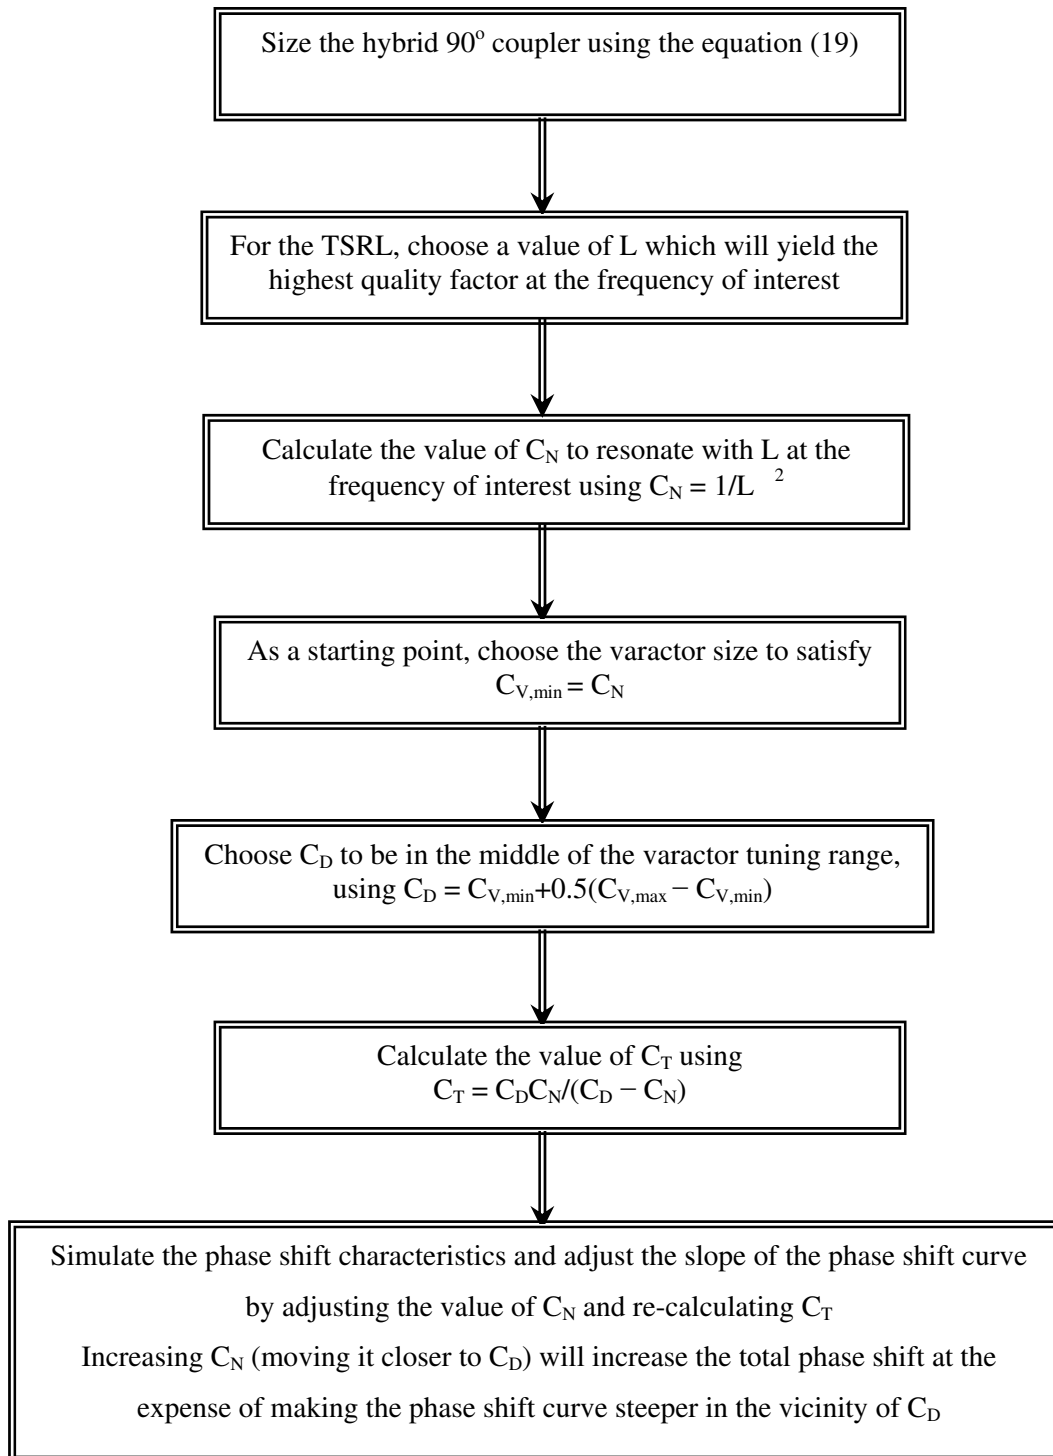 Size the hybrid 90° coupler using the equation (19)
For the TSRL, choose a value of L which will yield the
highest quality factor at the frequency of interest
Calculate the value of C_N to resonate with L at the
frequency of interest using C_N = 1/L ²
As a starting point, choose the varactor size to satisfy
C_V,min = C_N
Choose C_D to be in the middle of the varactor tuning range,
using C_D = C_V,min+0.5(C_V,max − C_V,min)
Calculate the value of C_T using
C_T = C_DC_N/(C_D − C_N)
Simulate the phase shift characteristics and adjust the slope of the phase shift curve
by adjusting the value of C_N and re-calculating C_T
Increasing C_N (moving it closer to C_D) will increase the total phase shift at the
expense of making the phase shift curve steeper in the vicinity of C_D